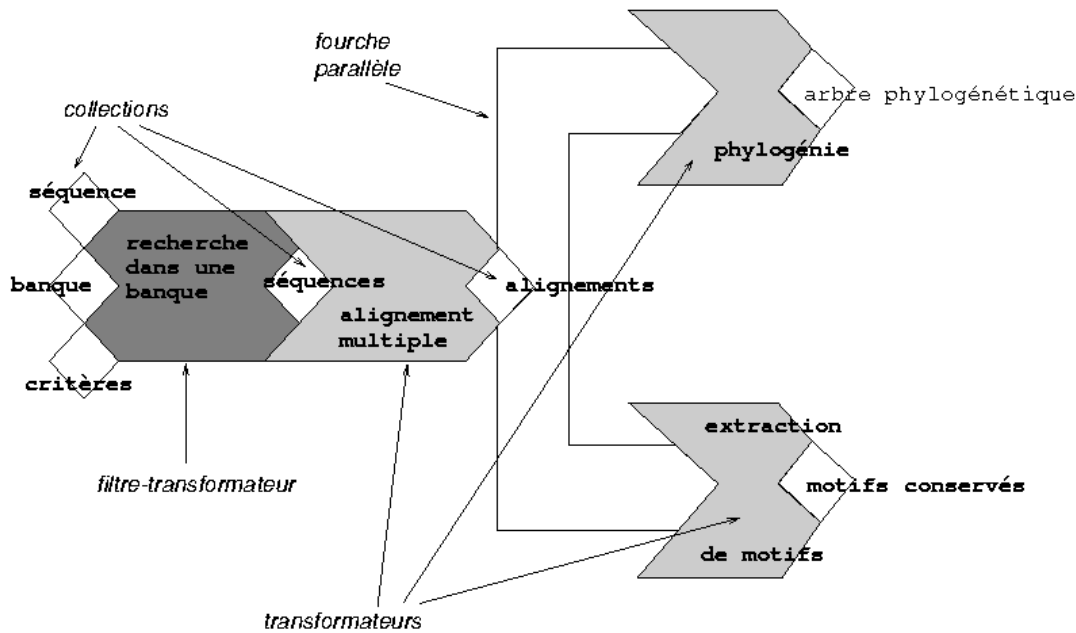 fourche
parallèle
arbre phylogénétique
collections
phylogénie
séquence
recherche
dans une
banque
banque
séquences
alignements
alignement
multiple
critères
extraction
filtre-transformateur
motifs conservés
de motifs
transformateurs